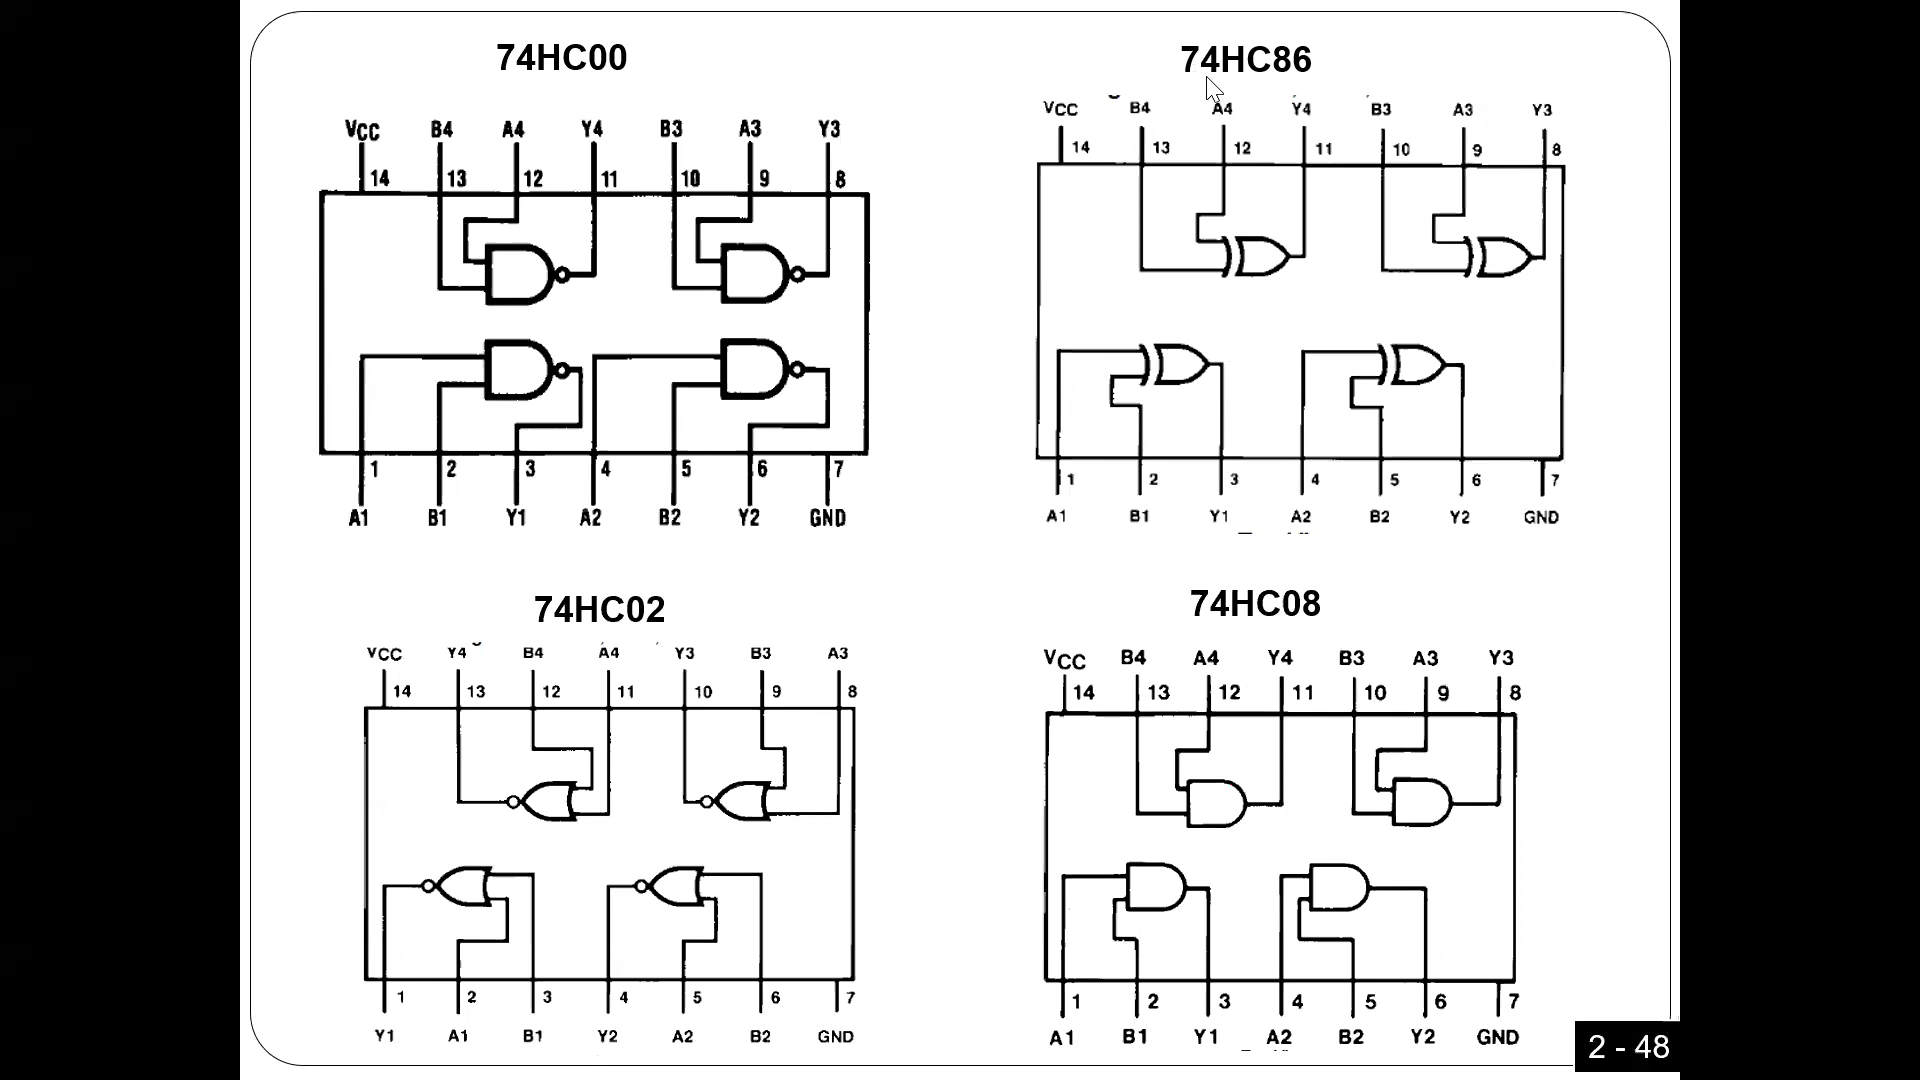 74HC00
VCC B4 A4 Y4 B3 A3 Y3
14 13 12 11 10 9 8
1 2 3 4 5 6 7
A1 B1 Y1 A2 B2 Y2 GND
74HC86
VCC B4 A4 Y4 B3 A3 Y3
14 13 12 11 10 9 8
1 2 3 4 5 6 7
A1 B1 Y1 A2 B2 Y2 GND
74HC02
VCC Y4 B4 A4 Y3 B3 A3
14 13 12 11 10 9 8
1 2 3 4 5 6 7
Y1 A1 B1 Y2 A2 B2 GND
74HC08
VCC B4 A4 Y4 B3 A3 Y3
14 13 12 11 10 9 8
1 2 3 4 5 6 7
A1 B1 Y1 A2 B2 Y2 GND
2 - 48